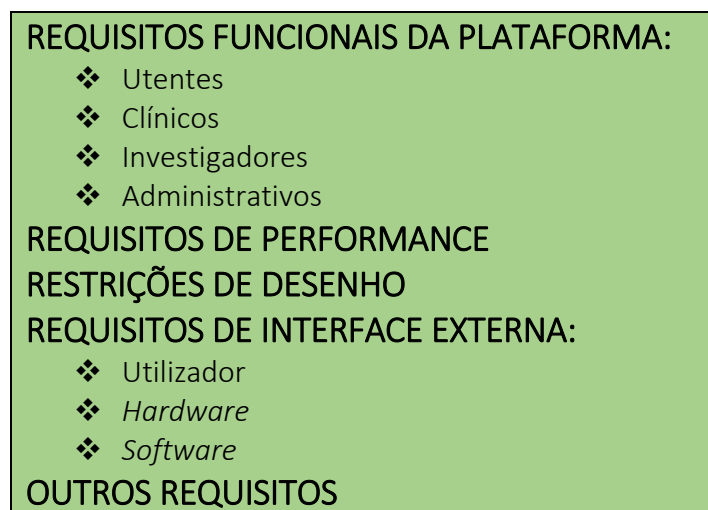 REQUISITOS FUNCIONAIS DA PLATAFORMA:
❖ Utentes
❖ Clínicos
❖ Investigadores
❖ Administrativos
REQUISITOS DE PERFORMANCE
RESTRIÇÕES DE DESENHO
REQUISITOS DE INTERFACE EXTERNA:
❖ Utilizador
❖ Hardware
❖ Software
OUTROS REQUISITOS